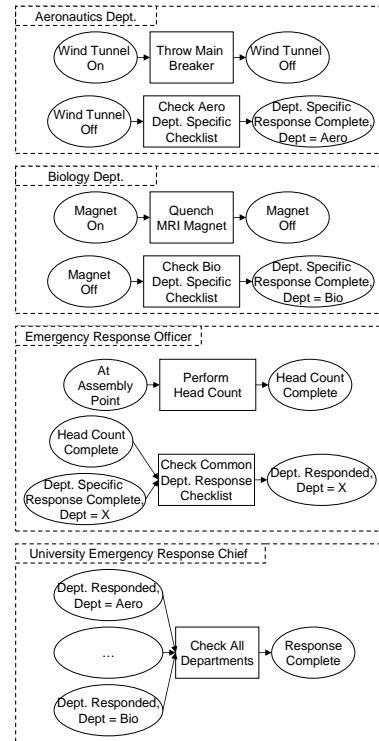 Aeronautics Dept.
Wind Tunnel
On
Throw Main
Breaker
Wind Tunnel
Off
Wind Tunnel
Off
Check Aero
Dept. Specific
Checklist
Dept. Specific
Response Complete,
Dept = Aero
Biology Dept.
Magnet
On
Quench
MRI Magnet
Magnet
Off
Magnet
Off
Check Bio
Dept. Specific
Checklist
Dept. Specific
Response Complete,
Dept = Bio
Emergency Response Officer
At
Assembly
Point
Perform
Head Count
Head Count
Complete
Head Count
Complete
Dept. Specific
Response Complete,
Dept = X
Check Common
Dept. Response
Checklist
Dept. Responded,
Dept = X
University Emergency Response Chief
Dept. Responded,
Dept = Aero
...
Dept. Responded,
Dept = Bio
Check All
Departments
Response
Complete